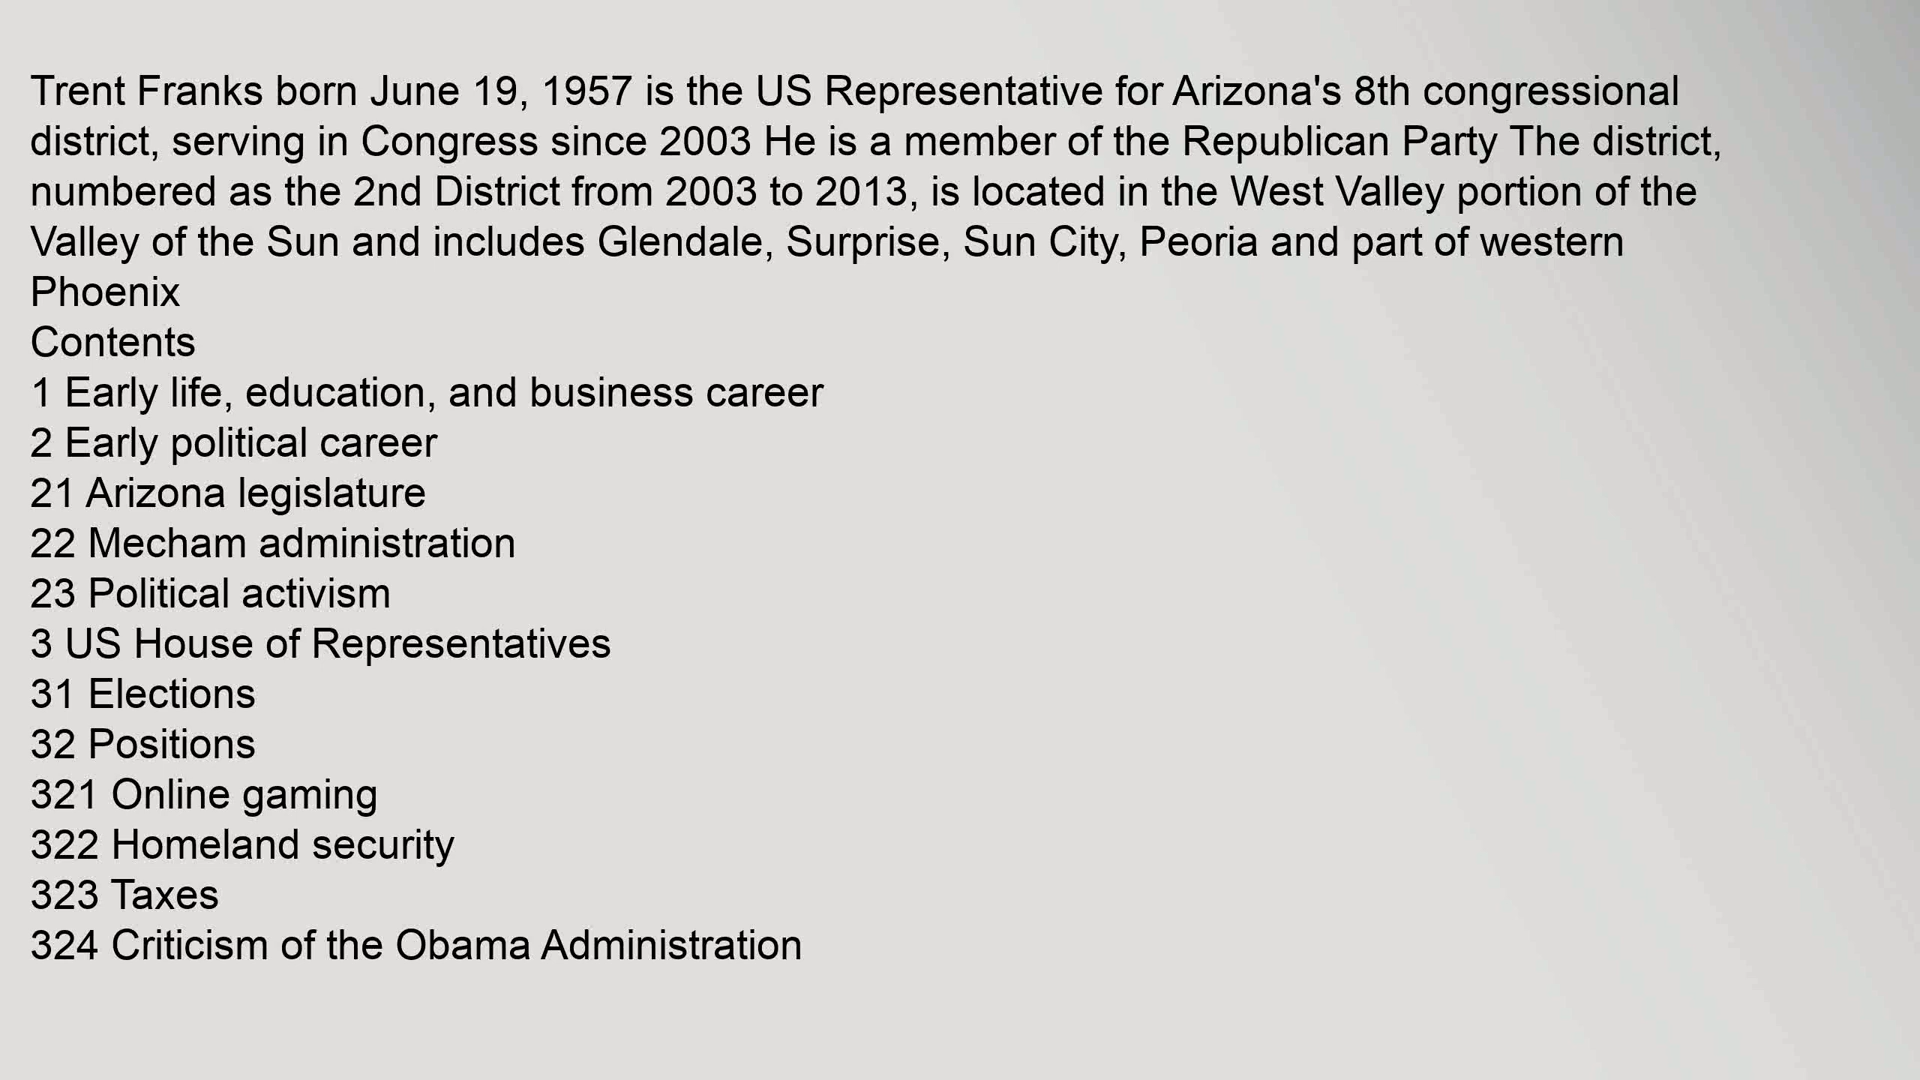 Trent Franks born June 19, 1957 is the US Representative for Arizona's 8th congressional
district, serving in Congress since 2003 He is a member of the Republican Party The district,
numbered as the 2nd District from 2003 to 2013, is located in the West Valley portion of the
Valley of the Sun and includes Glendale, Surprise, Sun City, Peoria and part of western
Phoenix
Contents
1 Early life, education, and business career
2 Early political career
21 Arizona legislature
22 Mecham administration
23 Political activism
3 US House of Representatives
31 Elections
32 Positions
321 Online gaming
322 Homeland security
323 Taxes
324 Criticism of the Obama Administration